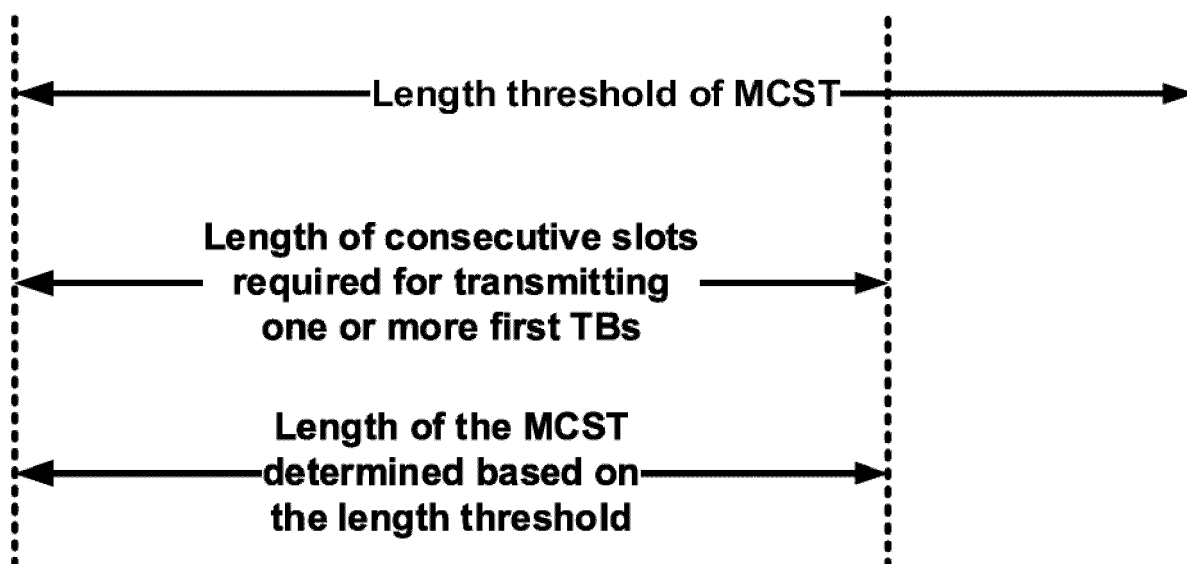 Length threshold of MCST
Length of consecutive slots
required for transmitting
one or more first TBs
Length of the MCST
determined based on
the length threshold